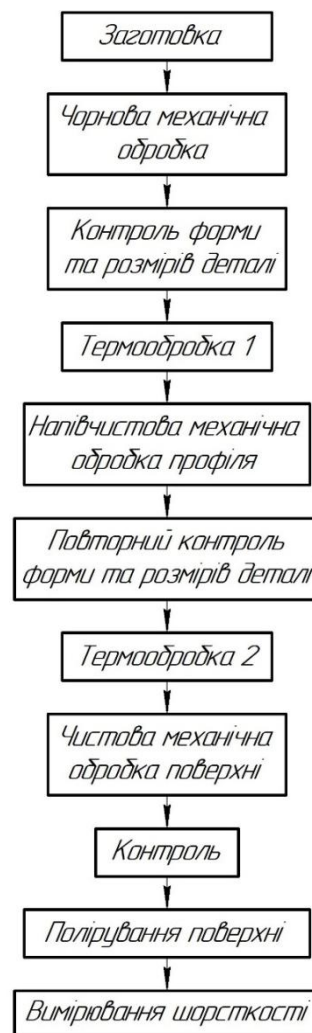 Заготовка
Чорнова механічна
обробка
Контроль форми
та розмірів деталі
Термообробка 1
Напівчистова механічна
обробка профіля
Повторний контроль
форми та розмірів деталі
Термообробка 2
Чистова механічна
обробка поверхні
Контроль
Полірування поверхні
Вимірювання шорсткості